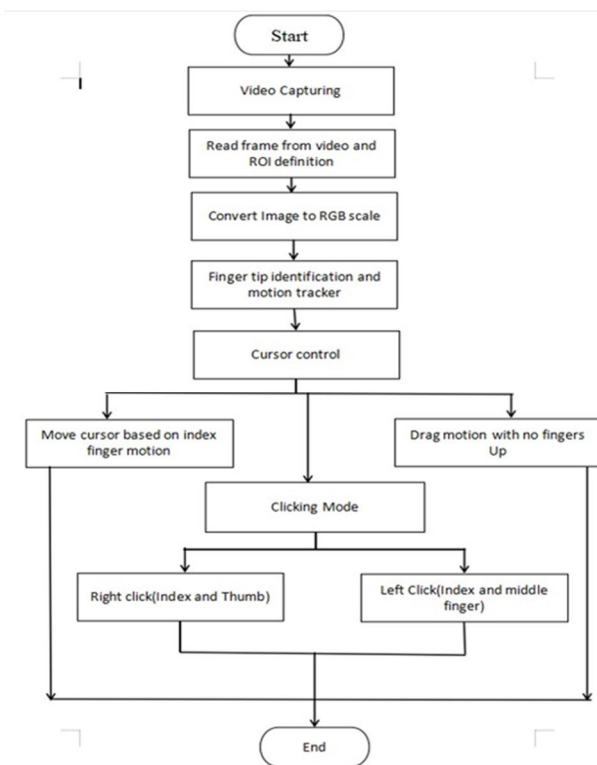 Start
Video Capturing
Read frame from video and
ROI definition
Convert Image to RGB scale
Finger tip identification and
motion tracker
Cursor control
Move cursor based on index
finger motion
Drag motion with no fingers
Up
Clicking Mode
Right click(Index and Thumb)
Left Click(Index and middle
finger)
End